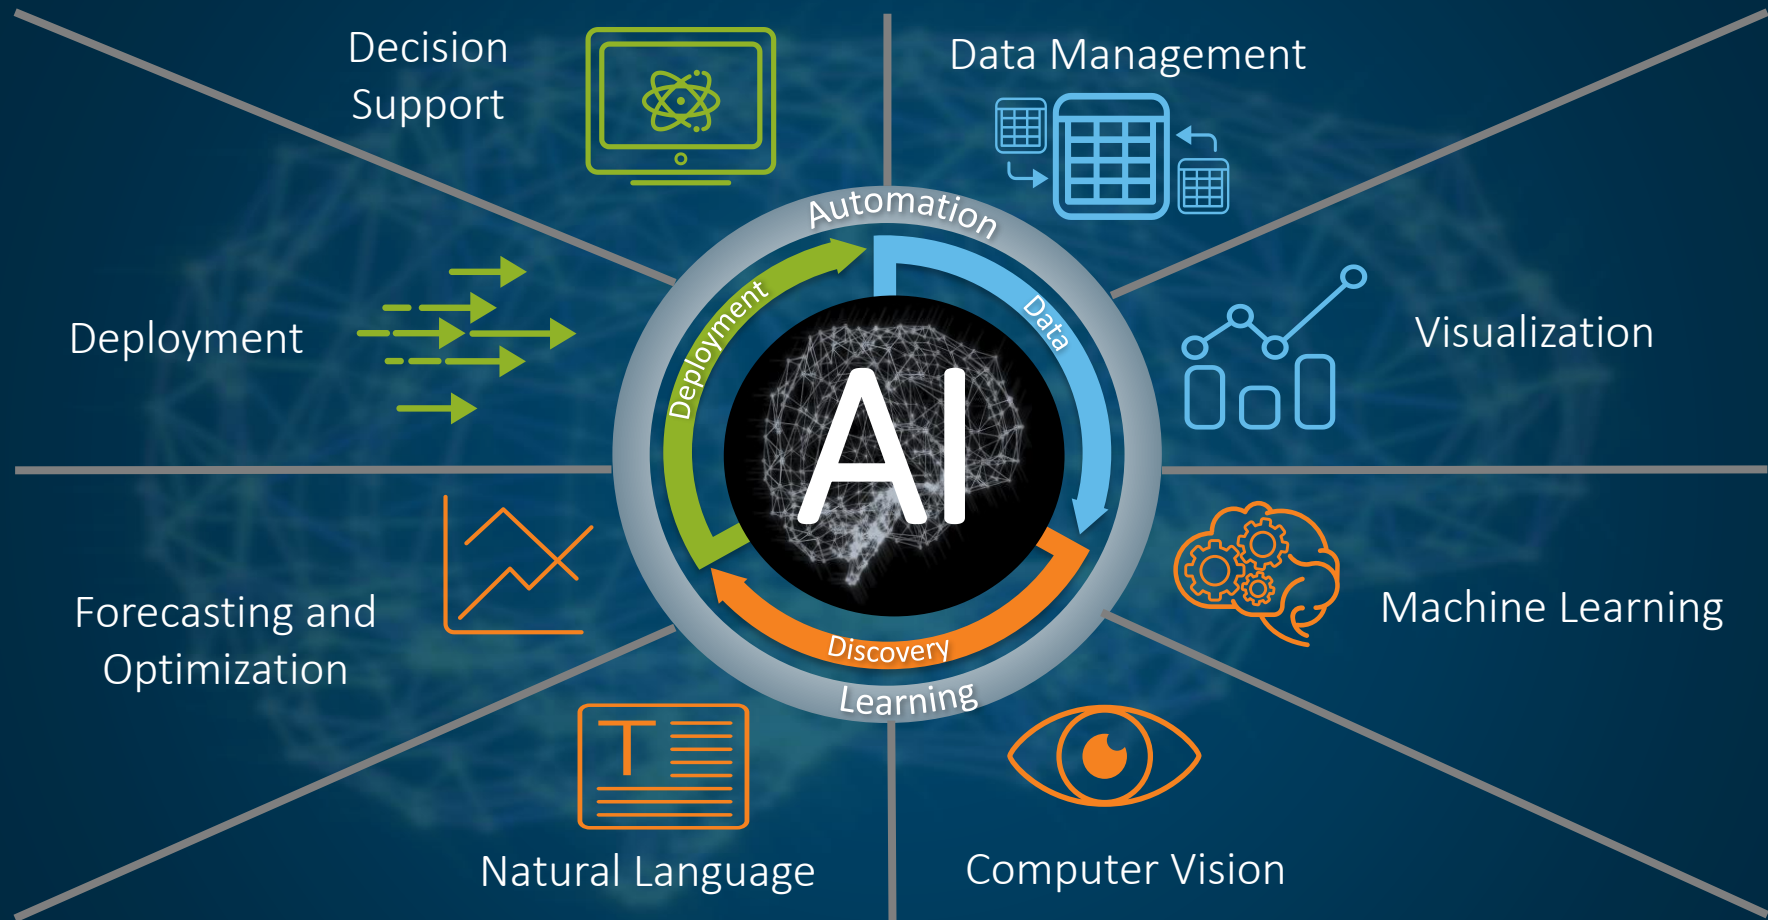 Decision
Support
Data Management
Automation
Deployment
Data
Deployment
Visualization
AI
Forecasting and
Optimization
Machine Learning
Discovery
Learning
T
Natural Language
Computer Vision